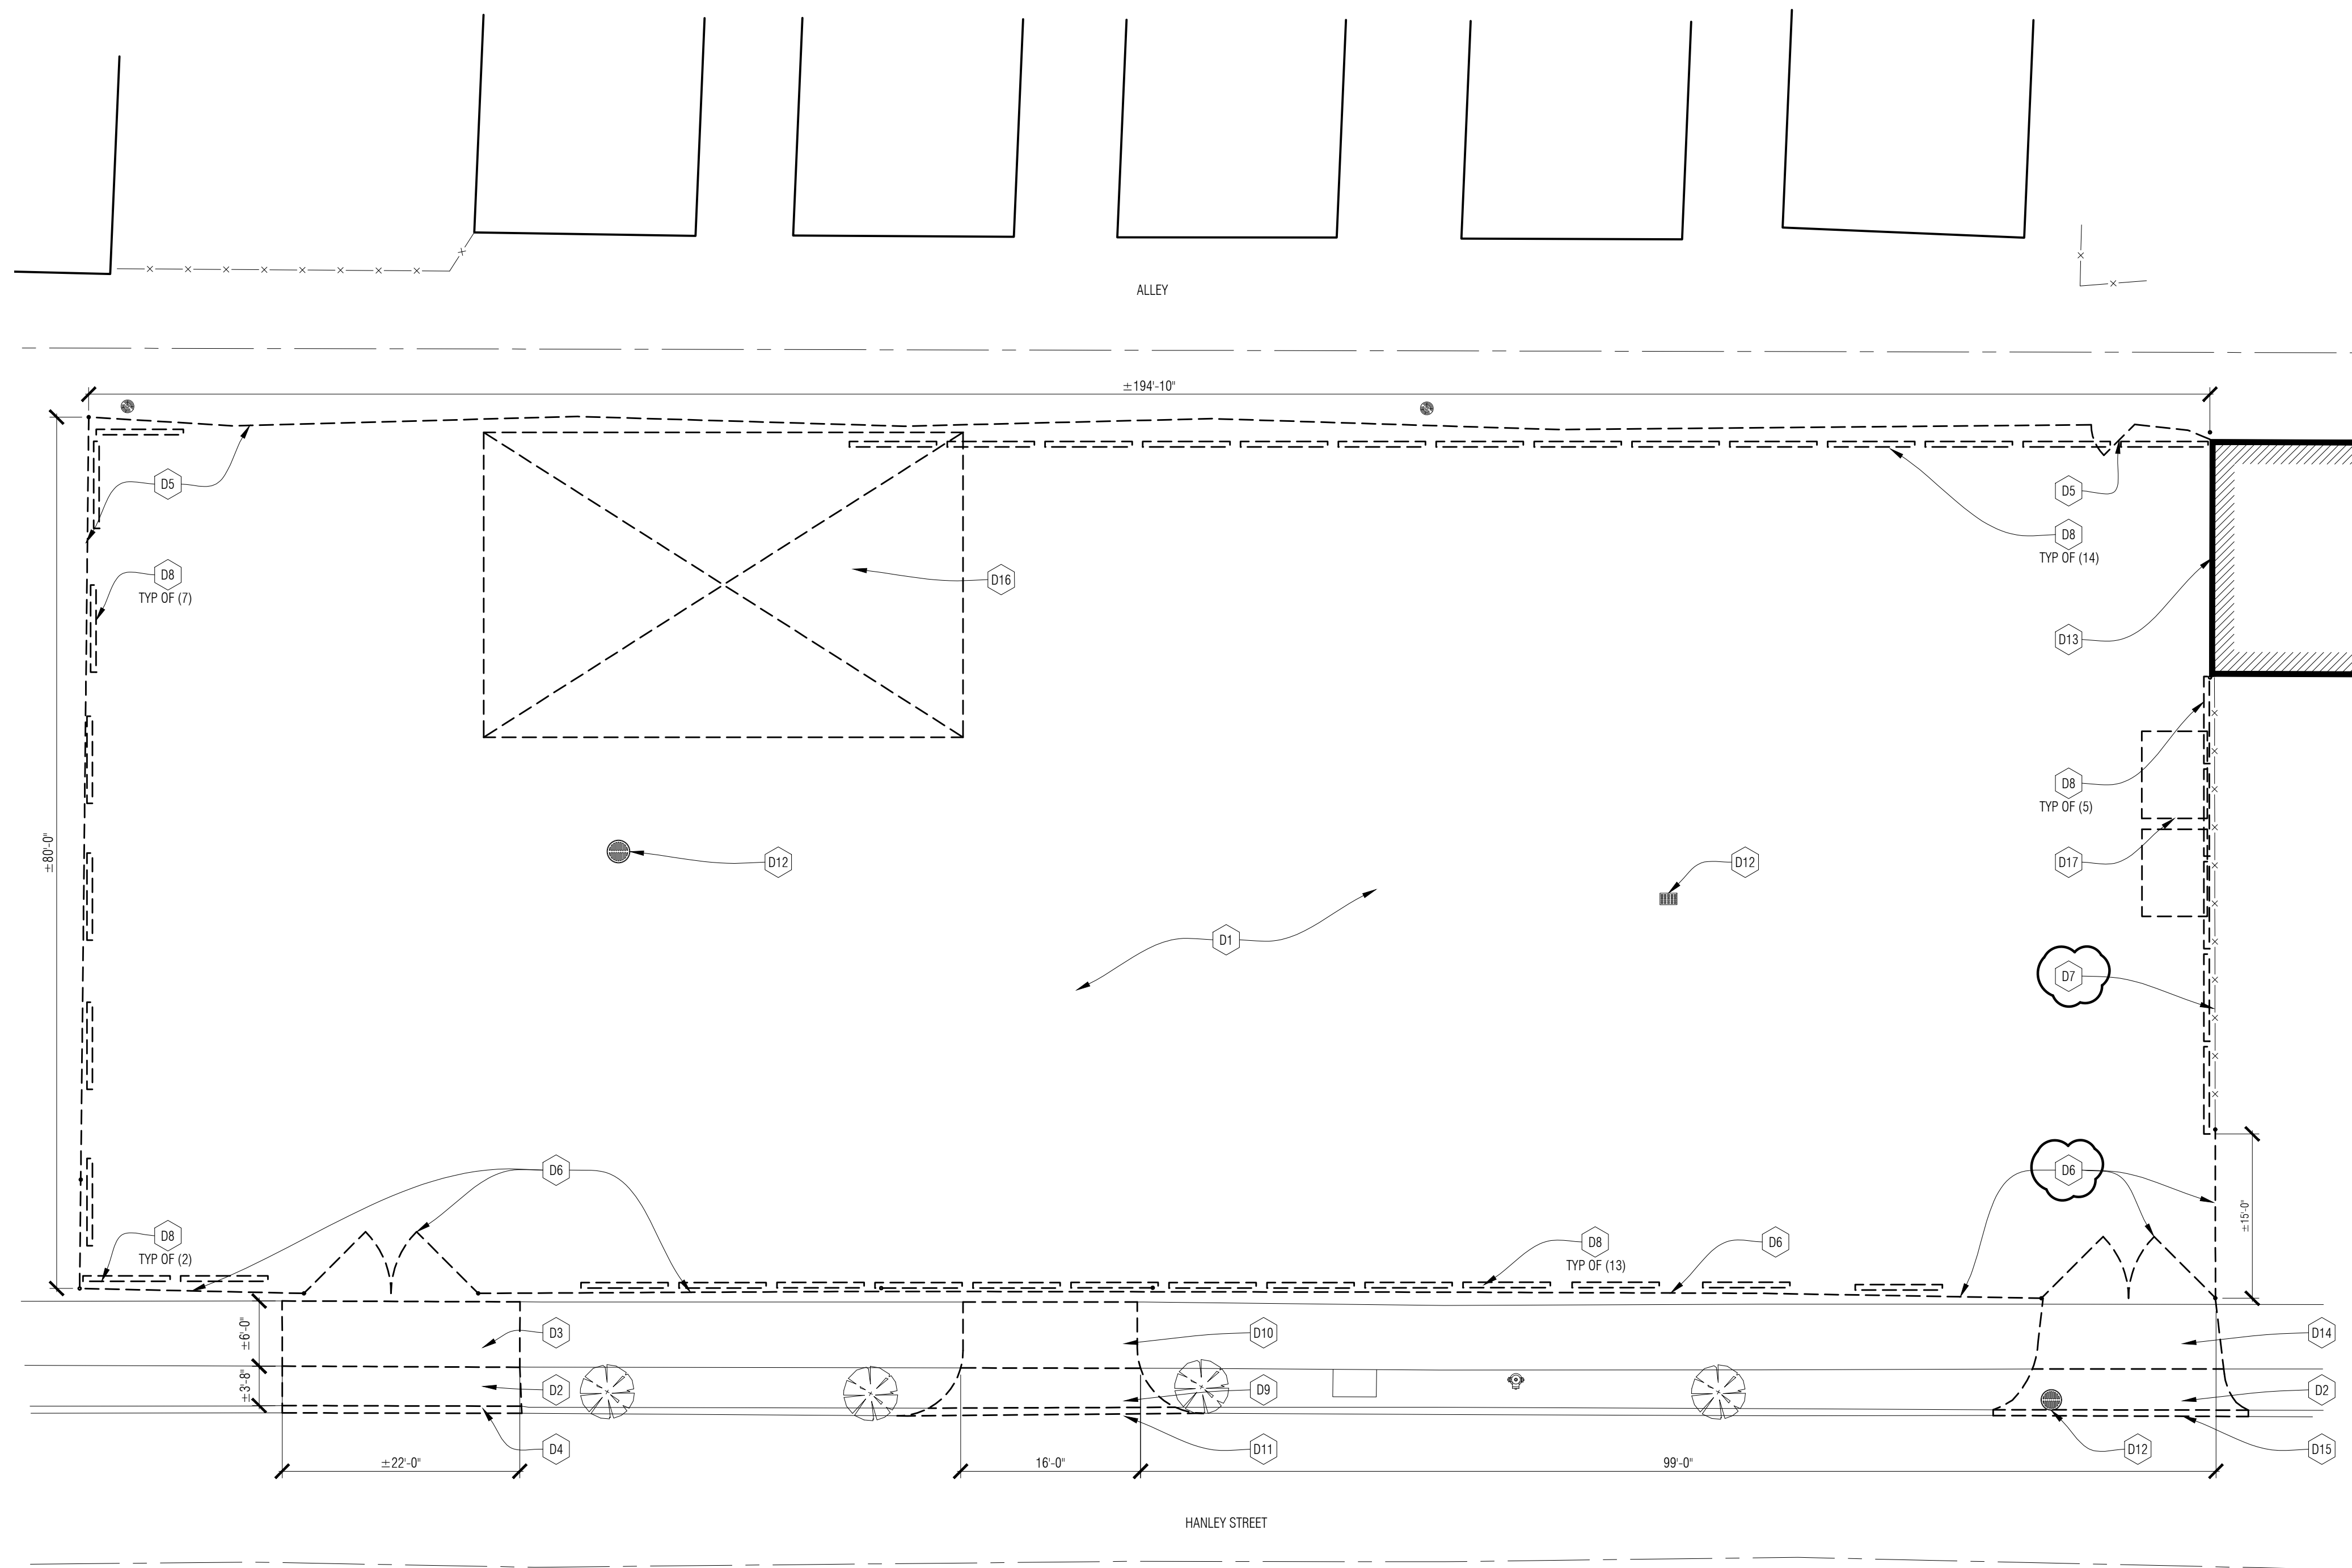 ALLEY
±194'-10"
D5
D5
D8
TYP OF (14)
D8
TYP OF (7)
D16
D13
D8
TYP OF (5)
±80'-0"
D12
D12
D17
D1
D7
D6
D6
±15'-0"
D8
TYP OF (2)
D8
TYP OF (13)
D6
±6'-0"
D3
D10
D14
±3'-8"
D2
D9
D2
D4
D11
D12
D15
±22'-0"
16'-0"
99'-0"
HANLEY STREET